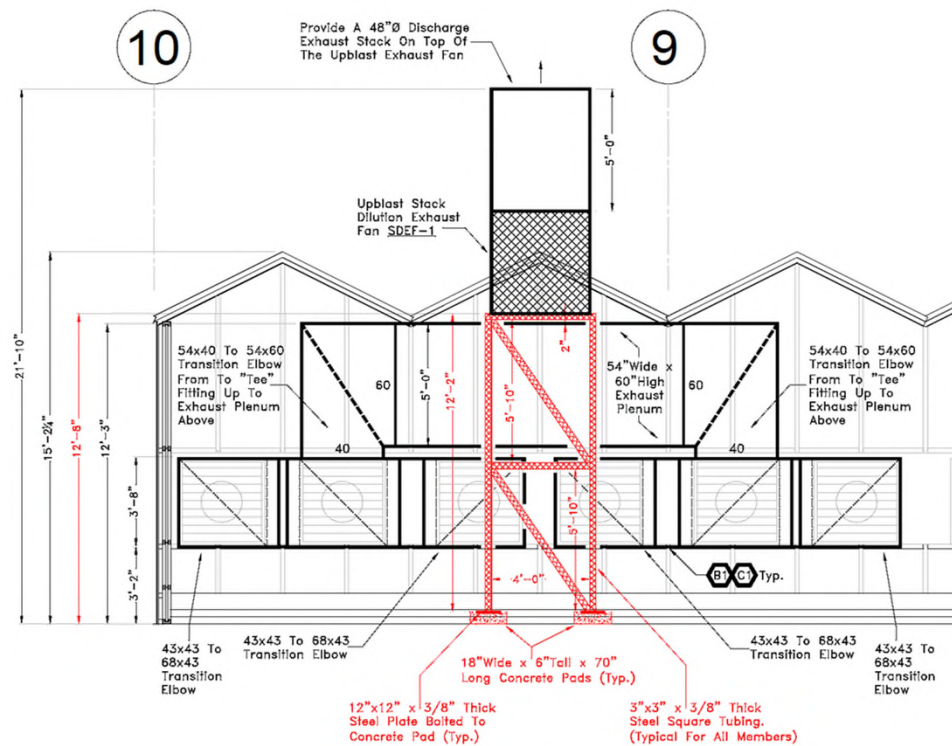 10
9
Provide A 48"Ø Discharge
Exhaust Stack On Top Of
The Upblast Exhaust Fan
5'-0"
Upblast Stack
Dilution Exhaust
Fan SDEF-1
21'-10"
15'-2¼"
12'-8"
12'-3"
3'-8"
3'-2"
54x40 To 54x60
Transition Elbow
From To "Tee"
Fitting Up To
Exhaust Plenum
Above
60
40
5'-0"
12'-2"
5'-10"
2"
54"Wide x
60"High
Exhaust
Plenum
60
40
54x40 To 54x60
Transition Elbow
From To "Tee"
Fitting Up To
Exhaust Plenum
Above
5'-10"
4'-0"
B1 C1 Typ.
43x43 To
68x43
Transition
Elbow
43x43 To 68x43
Transition Elbow
18"Wide x 6"Tall x 70"
Long Concrete Pads (Typ.)
43x43 To 68x43
Transition Elbow
43x43 To
68x43
Transition
Elbow
12"x12" x 3/8" Thick
Steel Plate Bolted To
Concrete Pad (Typ.)
3"x3" x 3/8" Thick
Steel Square Tubing.
(Typical For All Members)